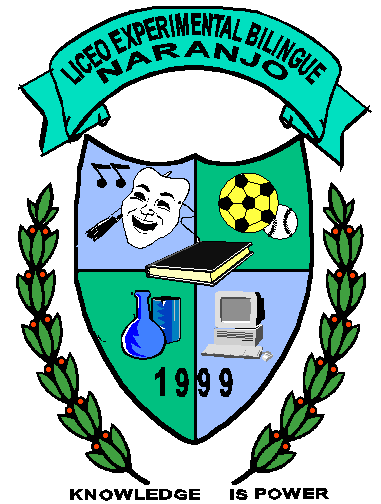 LICEO EXPERIMENTAL BILINGUE
NARANJO
1999
KNOWLEDGE IS POWER